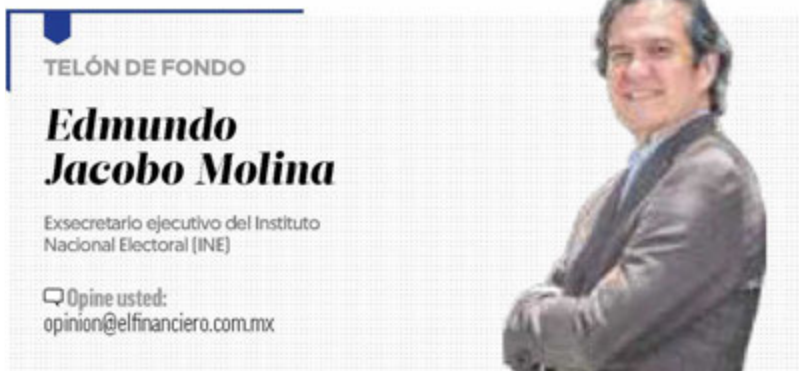 TELÓN DE FONDO
Edmundo
Jacobo Molina
Exsecretario ejecutivo del Instituto
Nacional Electoral (INE)
Opine usted:
opinion@elfinanciero.com.mx